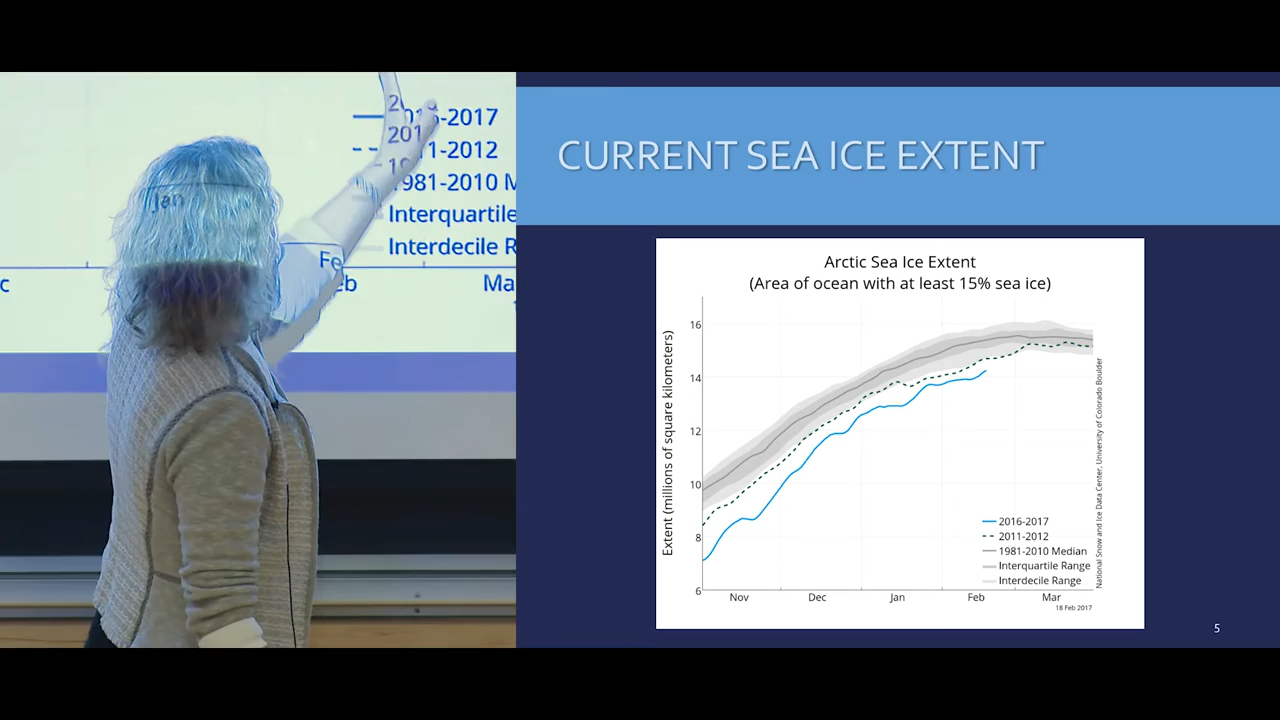 2016-2017
2011-2012
1981-2010 M
Interquartile
Interdecile R
Jan
Feb
Ma
CURRENT SEA ICE EXTENT
Arctic Sea Ice Extent
(Area of ocean with at least 15% sea ice)
Extent (millions of square kilometers)
16
14
12
10
8
6
Nov
Dec
Jan
Feb
Mar
2016-2017
2011-2012
1981-2010 Median
Interquartile Range
Interdecile Range
18 Feb 2017
National Snow and Ice Data Center, University of Colorado Boulder
5